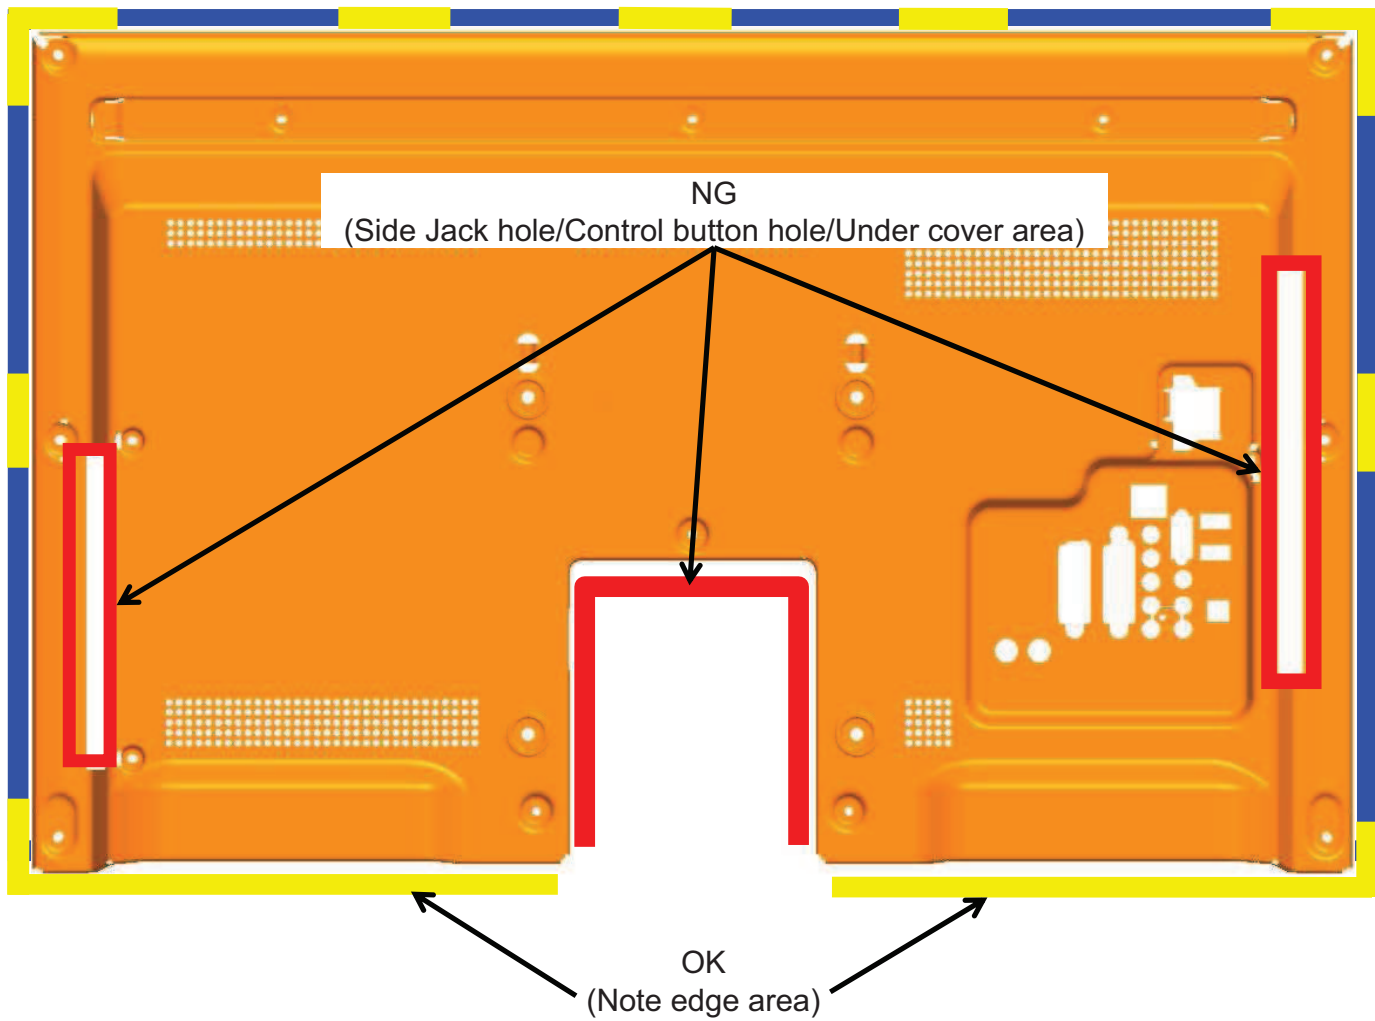 NG
(Side Jack hole/Control button hole/Under cover area)
OK
(Note edge area)